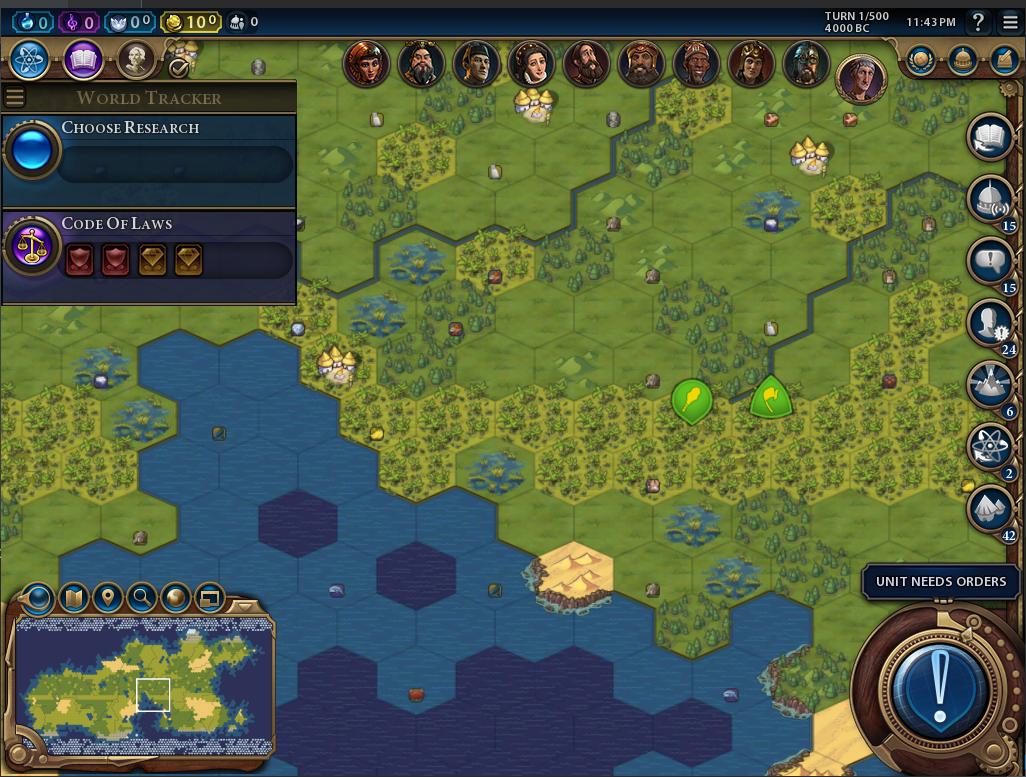 0 0 0 0 10 0 0
TURN 1/500
4000 BC
11:43 PM ?
WORLD TRACKER
CHOOSE RESEARCH
CODE OF LAWS
15
15
24
6
2
42
UNIT NEEDS ORDERS